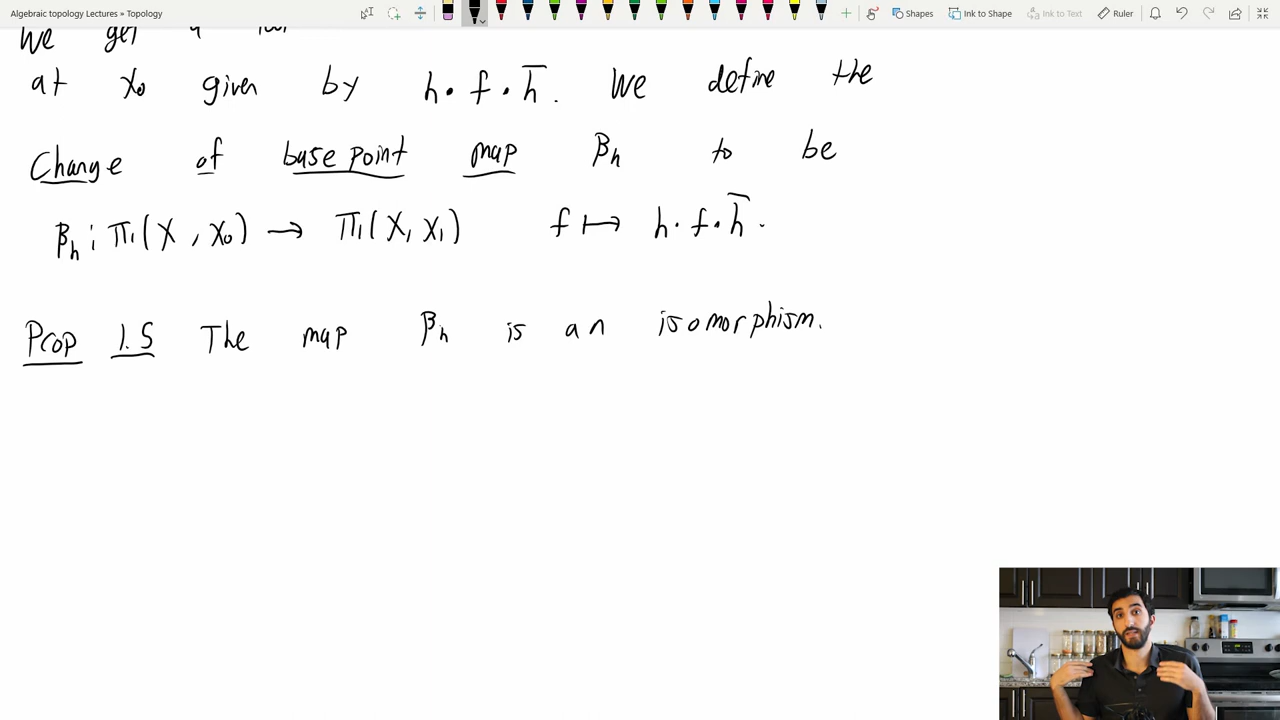 Algebraic topology Lectures » Topology
Shapes Ink to Shape Ink to Text Ruler
We get a
at x₀ given by h · f · h̅. We define the
Change of base point map βₕ to be
βₕ : π₁(X, x₀) → π₁(X, x₁) f ↦ h · f · h̅.
Prop 1.5 The map βₕ is an isomorphism.